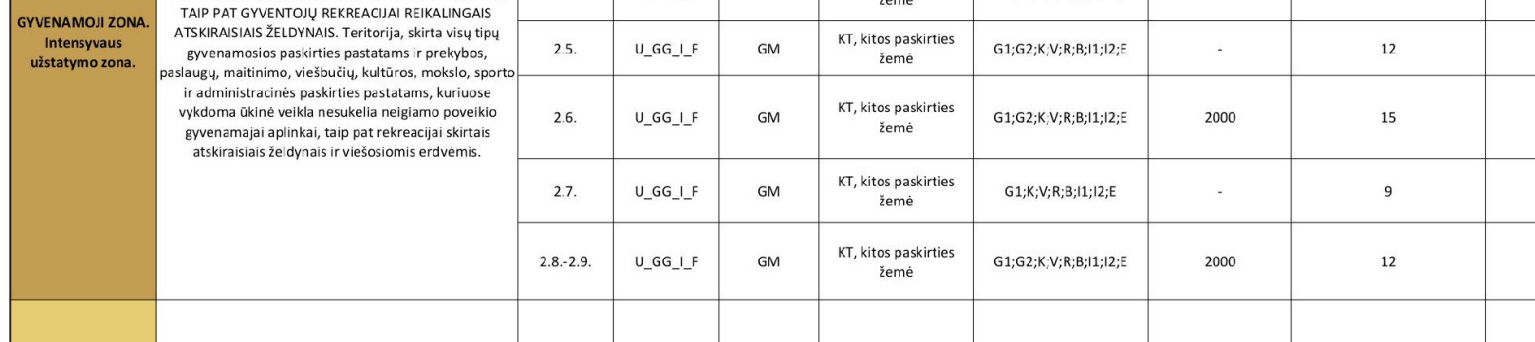 GYVENAMOJI ZONA.
Intensyvaus
užstatymo zona.
TAIP PAT GYVENTOJŲ REKREACIJAI REIKALINGAIS
ATSKIRAISIAIS ŽELDYNAIS. Teritorija, skirta visų tipų
gyvenamosios paskirties pastatams ir prekybos,
paslaugų, maitinimo, viešbučių, kultūros, mokslo, sporto
ir administracinės paskirties pastatams, kuriuose
vykdoma ūkinė veikla nesukelia neigiamo poveikio
gyvenamajai aplinkai, taip pat rekreacijai skirtais
atskiraisiais želdynais ir viešosiomis erdvėmis.
žemė
2.5. U_GG_I_F GM KT, kitos paskirties žemė G1;G2;K;V;R;B;I1;I2;E - 12
2.6. U_GG_I_F GM KT, kitos paskirties žemė G1;G2;K;V;R;B;I1;I2;E 2000 15
2.7. U_GG_I_F GM KT, kitos paskirties žemė G1;K;V;R;B;I1;I2;E - 9
2.8.-2.9. U_GG_I_F GM KT, kitos paskirties žemė G1;G2;K;V;R;B;I1;I2;E 2000 12